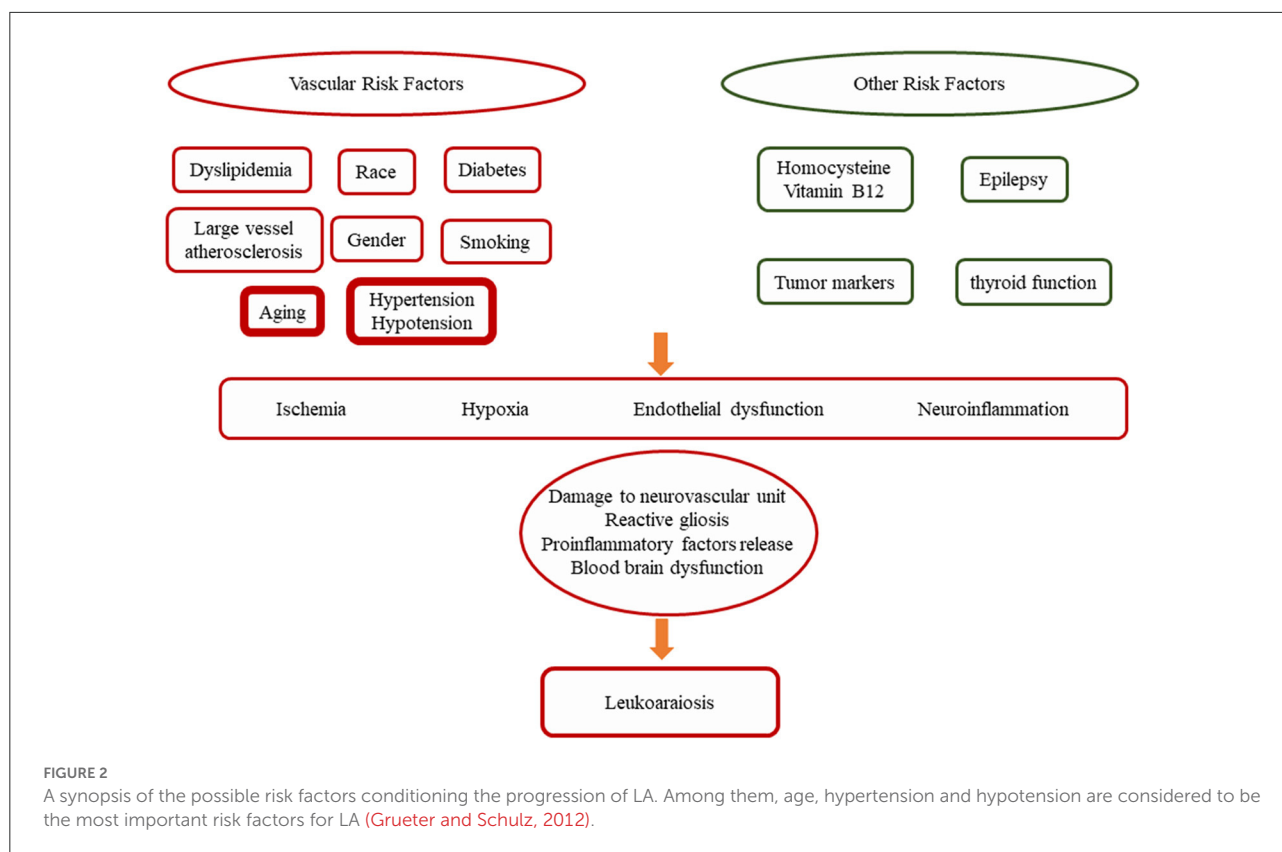 Vascular Risk Factors
Other Risk Factors
Dyslipidemia
Race
Diabetes
Homocysteine
Vitamin B12
Epilepsy
Large vessel
atherosclerosis
Gender
Smoking
Tumor markers
thyroid function
Aging
Hypertension
Hypotension
Ischemia
Hypoxia
Endothelial dysfunction
Neuroinflammation
Damage to neurovascular unit
Reactive gliosis
Proinflammatory factors release
Blood brain dysfunction
Leukoaraiosis
FIGURE 2
A synopsis of the possible risk factors conditioning the progression of LA. Among them, age, hypertension and hypotension are considered to be
the most important risk factors for LA (Grueter and Schulz, 2012).